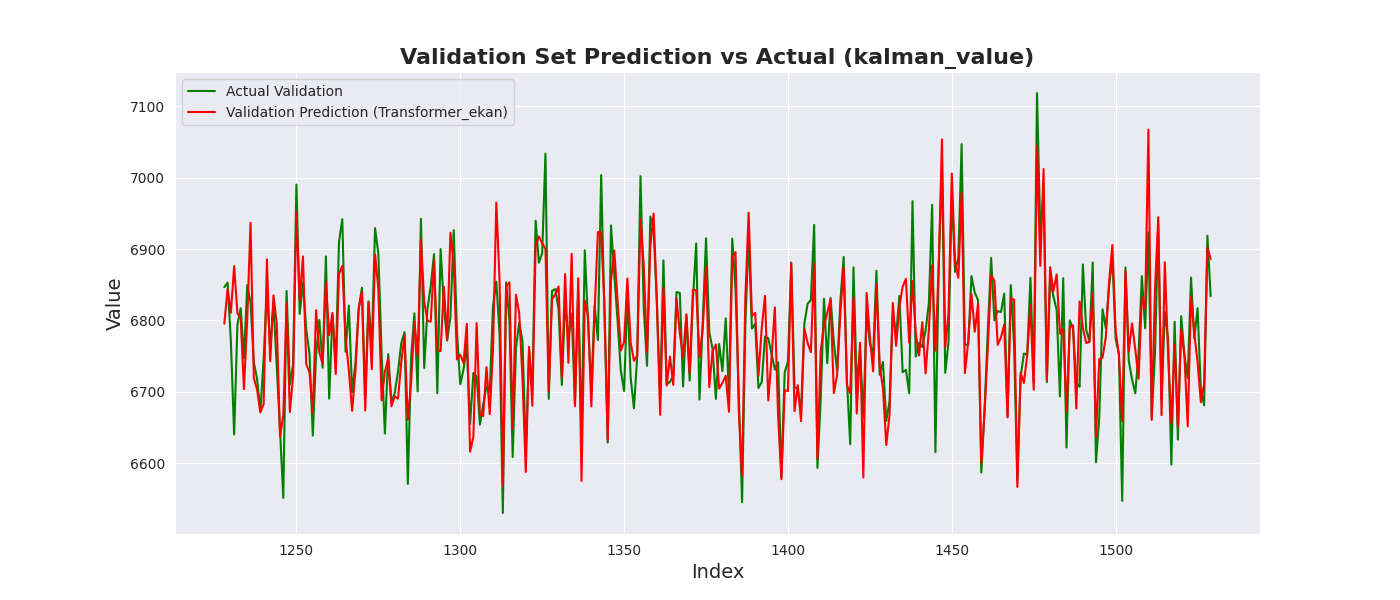 Validation Set Prediction vs Actual (kalman_value)
Actual Validation
Validation Prediction (Transformer_ekan)
7100
7000
6900
6800
6700
6600
Value
1250 1300 1350 1400 1450 1500
Index